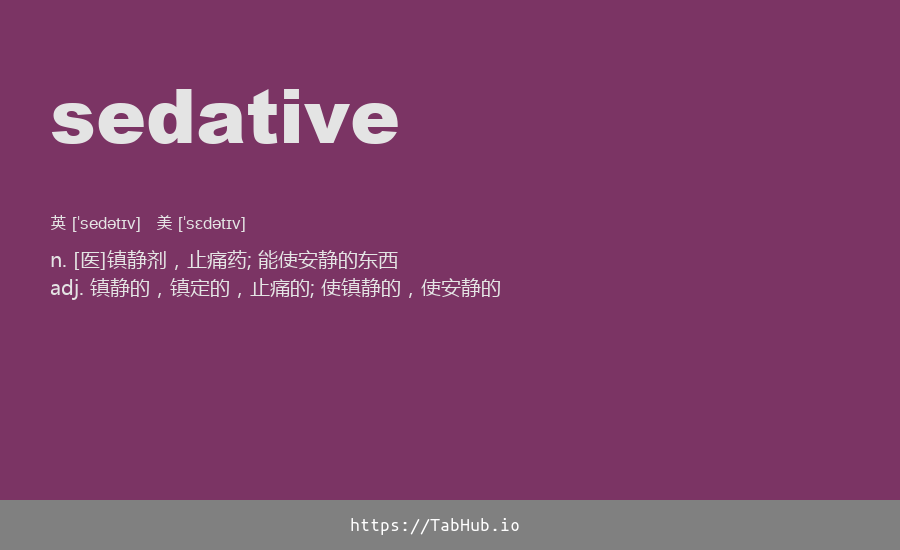 sedative
英 [ˈsedətɪv]   美 [ˈsɛdətɪv]
n. [医]镇静剂，止痛药; 能使安静的东西
adj. 镇静的，镇定的，止痛的; 使镇静的，使安静的
https://TabHub.io